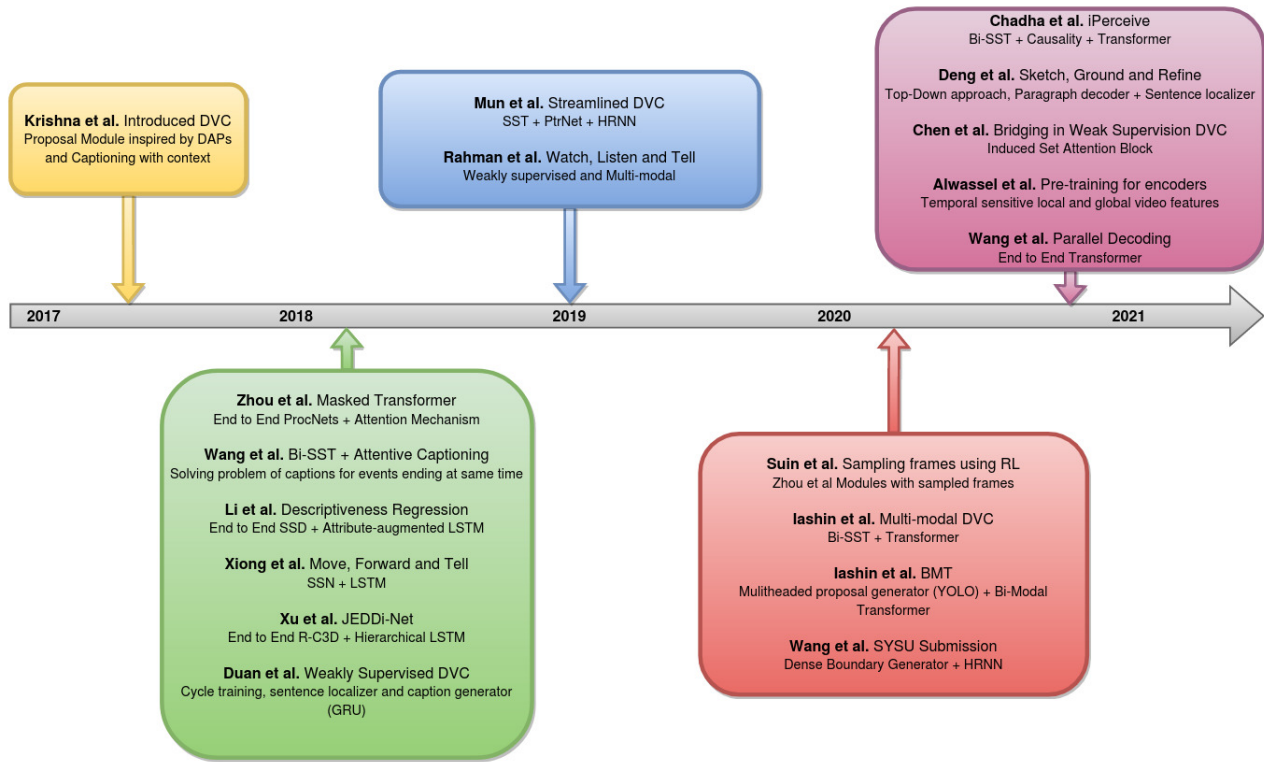 Krishna et al. Introduced DVC
Proposal Module inspired by DAPs
and Captioning with context
Mun et al. Streamlined DVC
SST + PtrNet + HRNN
Rahman et al. Watch, Listen and Tell
Weakly supervised and Multi-modal
Chadha et al. iPerceive
Bi-SST + Causality + Transformer
Deng et al. Sketch, Ground and Refine
Top-Down approach, Paragraph decoder + Sentence localizer
Chen et al. Bridging in Weak Supervision DVC
Induced Set Attention Block
Alwassel et al. Pre-training for encoders
Temporal sensitive local and global video features
Wang et al. Parallel Decoding
End to End Transformer
2017
2018
2019
2020
2021
Zhou et al. Masked Transformer
End to End ProcNets + Attention Mechanism
Wang et al. Bi-SST + Attentive Captioning
Solving problem of captions for events ending at same time
Li et al. Descriptiveness Regression
End to End SSD + Attribute-augmented LSTM
Xiong et al. Move, Forward and Tell
SSN + LSTM
Xu et al. JEDDi-Net
End to End R-C3D + Hierarchical LSTM
Duan et al. Weakly Supervised DVC
Cycle training, sentence localizer and caption generator
(GRU)
Suin et al. Sampling frames using RL
Zhou et al Modules with sampled frames
Iashin et al. Multi-modal DVC
Bi-SST + Transformer
Iashin et al. BMT
Mulitheaded proposal generator (YOLO) + Bi-Modal
Transformer
Wang et al. SYSU Submission
Dense Boundary Generator + HRNN